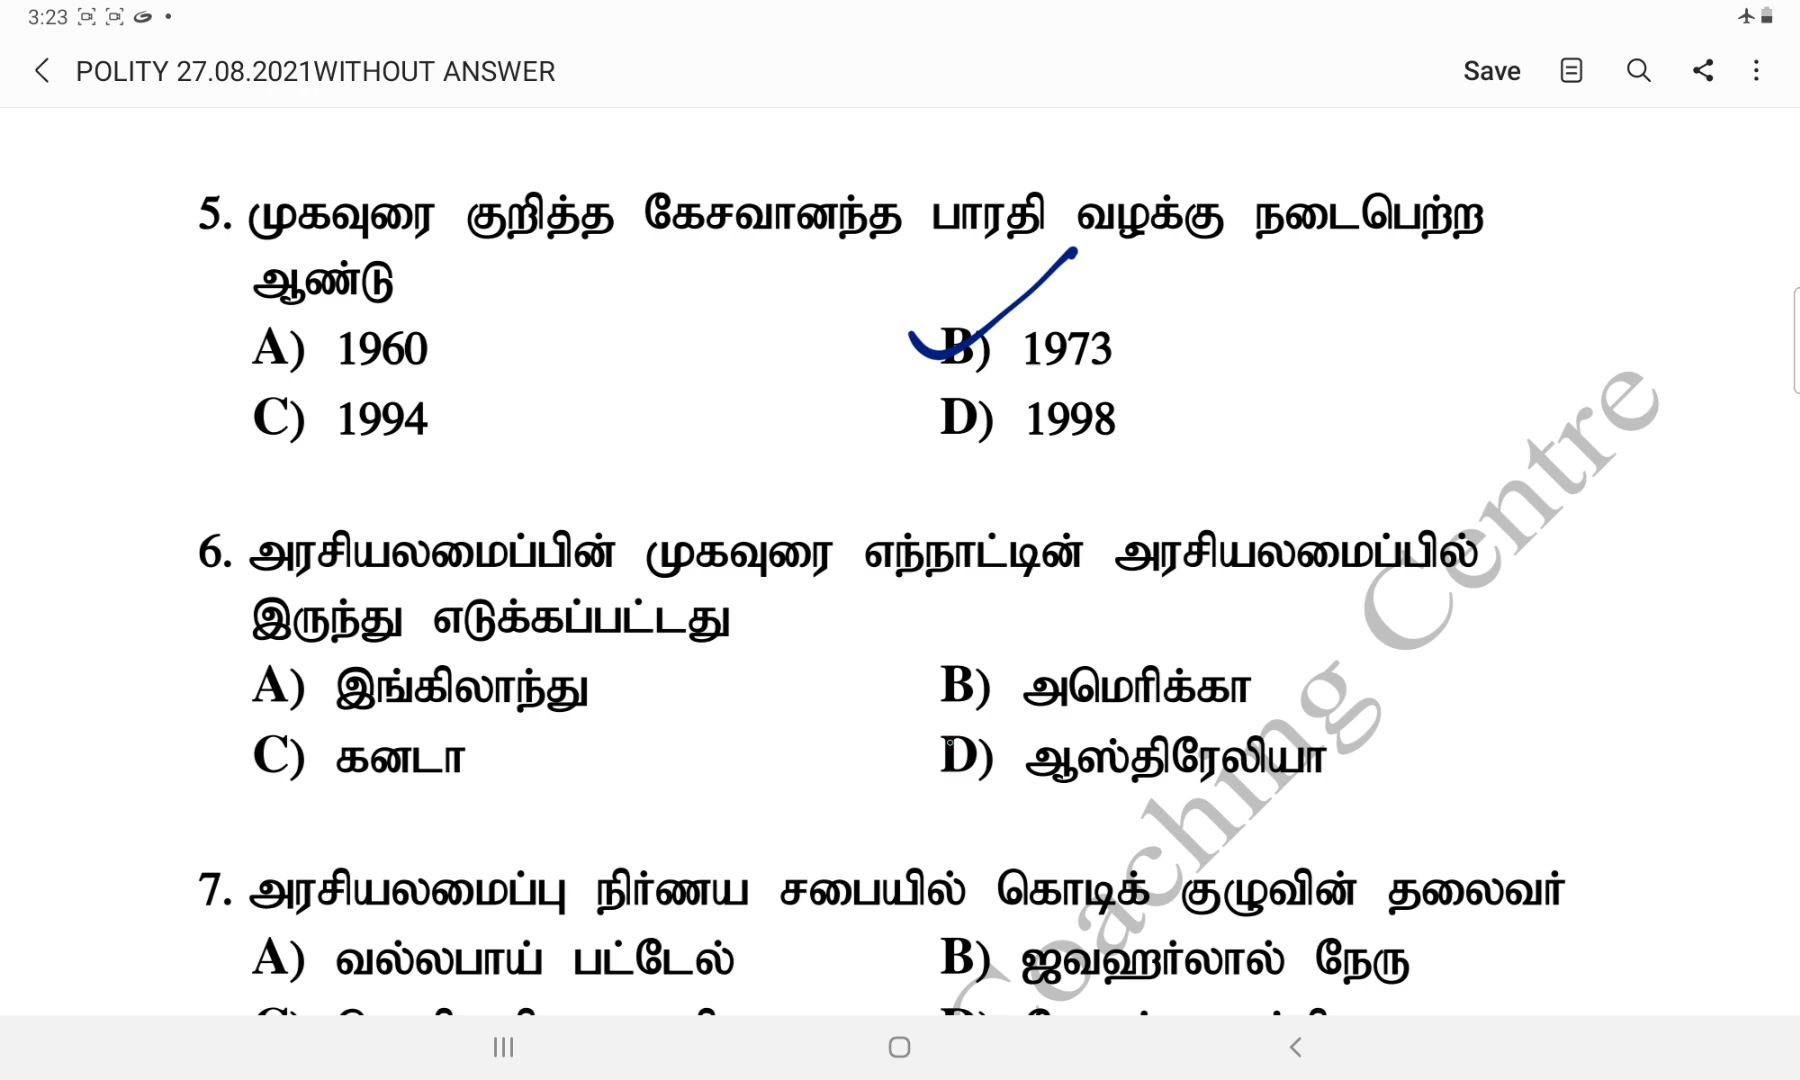 3:23
POLITY 27.08.2021WITHOUT ANSWER
Save
5. முகவுரை குறித்த கேசவானந்த பாரதி வழக்கு நடைபெற்ற
ஆண்டு
A) 1960 B) 1973
C) 1994 D) 1998
6. அரசியலமைப்பின் முகவுரை எந்நாட்டின் அரசியலமைப்பில்
இருந்து எடுக்கப்பட்டது
A) இங்கிலாந்து B) அமெரிக்கா
C) கனடா D) ஆஸ்திரேலியா
7. அரசியலமைப்பு நிர்ணய சபையில் கொடிக் குழுவின் தலைவர்
A) வல்லபாய் பட்டேல் B) ஜவஹர்லால் நேரு
Coaching Centre